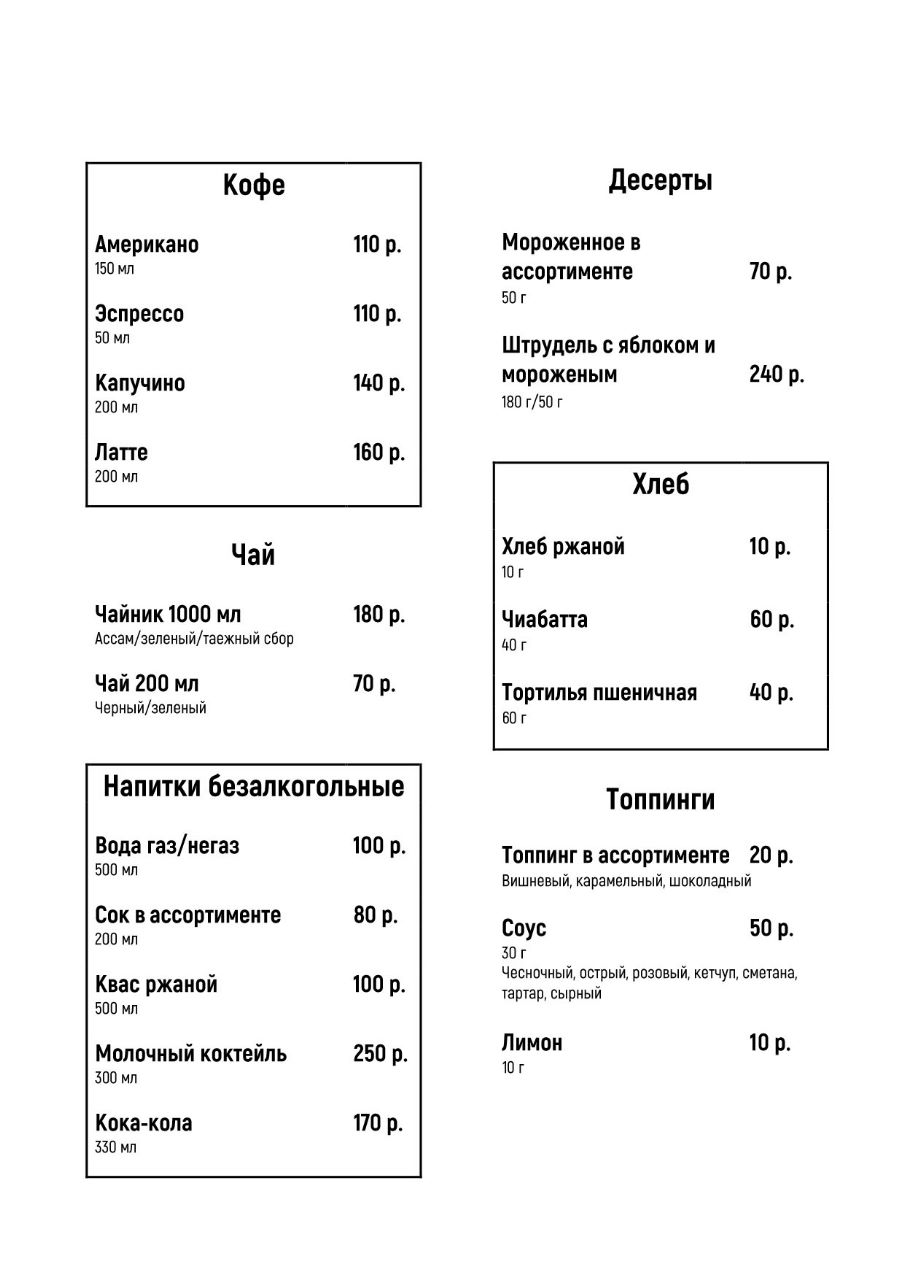 Кофе
Американо 110 р.
150 мл
Эспрессо 110 р.
50 мл
Капучино 140 р.
200 мл
Латте 160 р.
200 мл
Чай
Чайник 1000 мл 180 р.
Ассам/зеленый/таежный сбор
Чай 200 мл 70 р.
Черный/зеленый
Напитки безалкогольные
Вода газ/негаз 100 р.
500 мл
Сок в ассортименте 80 р.
200 мл
Квас ржаной 100 р.
500 мл
Молочный коктейль 250 р.
300 мл
Кока-кола 170 р.
330 мл
Десерты
Мороженное в
ассортименте 70 р.
50 г
Штрудель с яблоком и
мороженым 240 р.
180 г/50 г
Хлеб
Хлеб ржаной 10 р.
10 г
Чиабатта 60 р.
40 г
Тортилья пшеничная 40 р.
60 г
Топпинги
Топпинг в ассортименте 20 р.
Вишневый, карамельный, шоколадный
Соус 50 р.
30 г
Чесночный, острый, розовый, кетчуп, сметана,
тартар, сырный
Лимон 10 р.
10 г